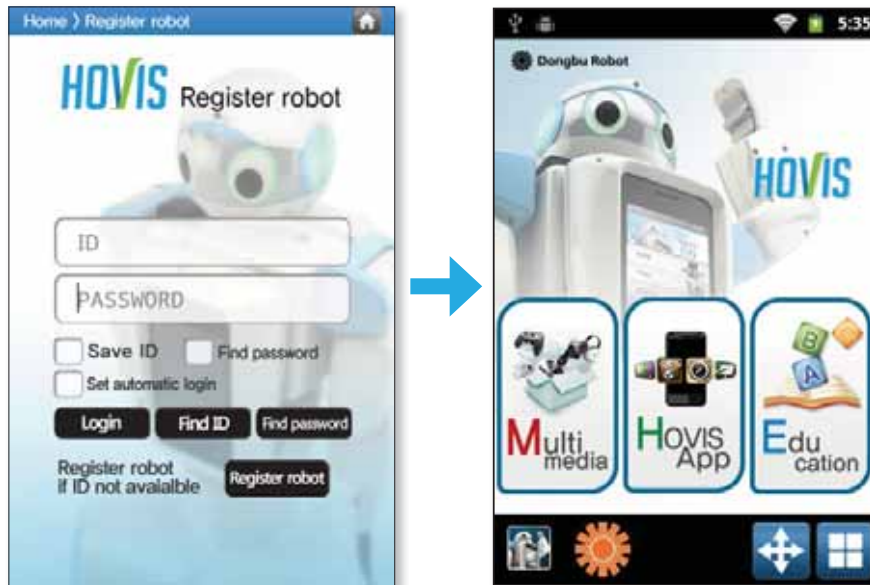 Home > Register robot
HOVIS Register robot
ID
PASSWORD
Save ID
Find password
Set automatic login
Login
Find ID
Find password
Register robot
if ID not avaialble
Register robot
5:35
Dongbu Robot
HOVIS
Multi
media
HOVIS
App
Edu
cation
B
A